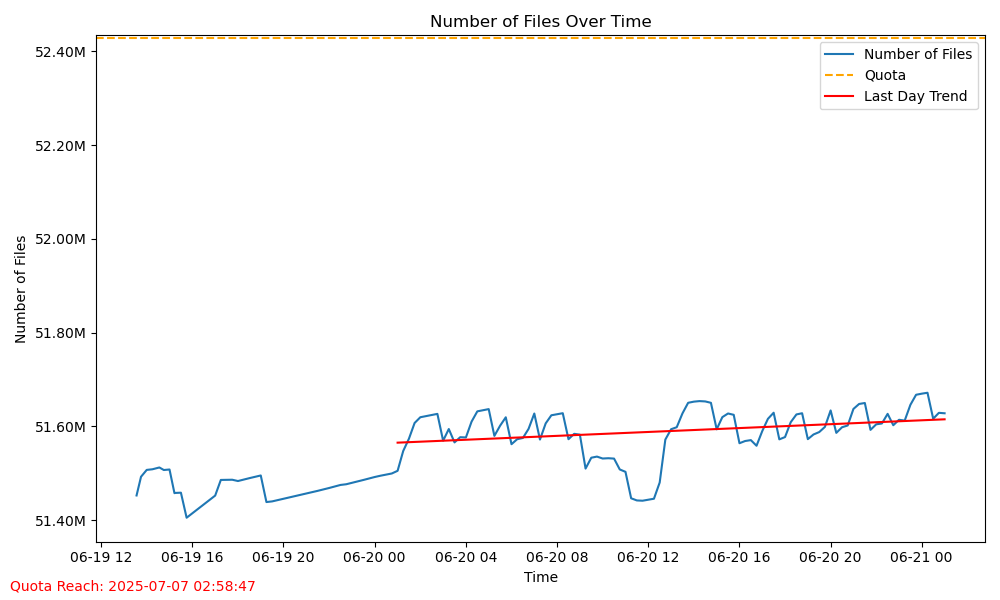 Number of Files Over Time
Number of Files
Quota
Last Day Trend
52.40M
52.20M
52.00M
51.80M
51.60M
51.40M
Number of Files
06-19 12
06-19 16
06-19 20
06-20 00
06-20 04
06-20 08
06-20 12
06-20 16
06-20 20
06-21 00
Time
Quota Reach: 2025-07-07 02:58:47